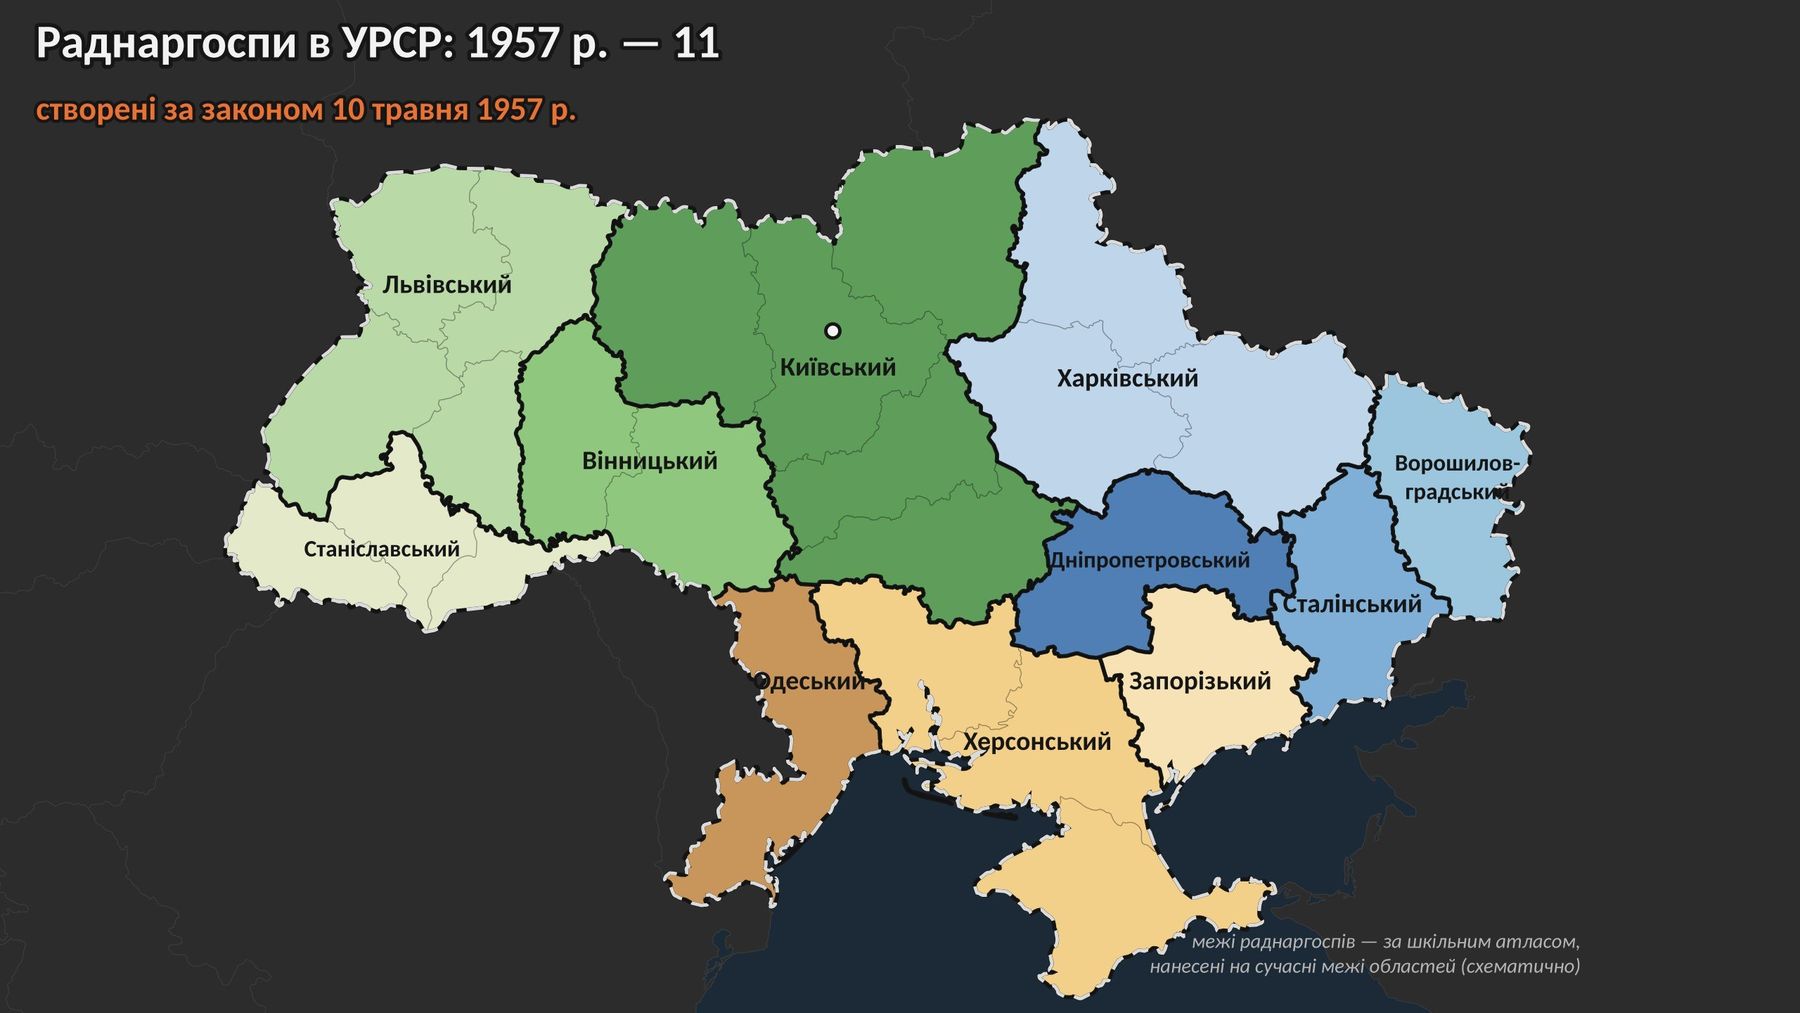 Раднаргоспи в УРСР: 1957 р. — 11
створені за законом 10 травня 1957 р.
Львівський
Київський
Харківський
Вінницький
Ворошилов-
градський
Станіславський
Дніпропетровський
Сталінський
Одеський
Запорізький
Херсонський
межі раднаргоспів — за шкільним атласом,
нанесені на сучасні межі областей (схематично)